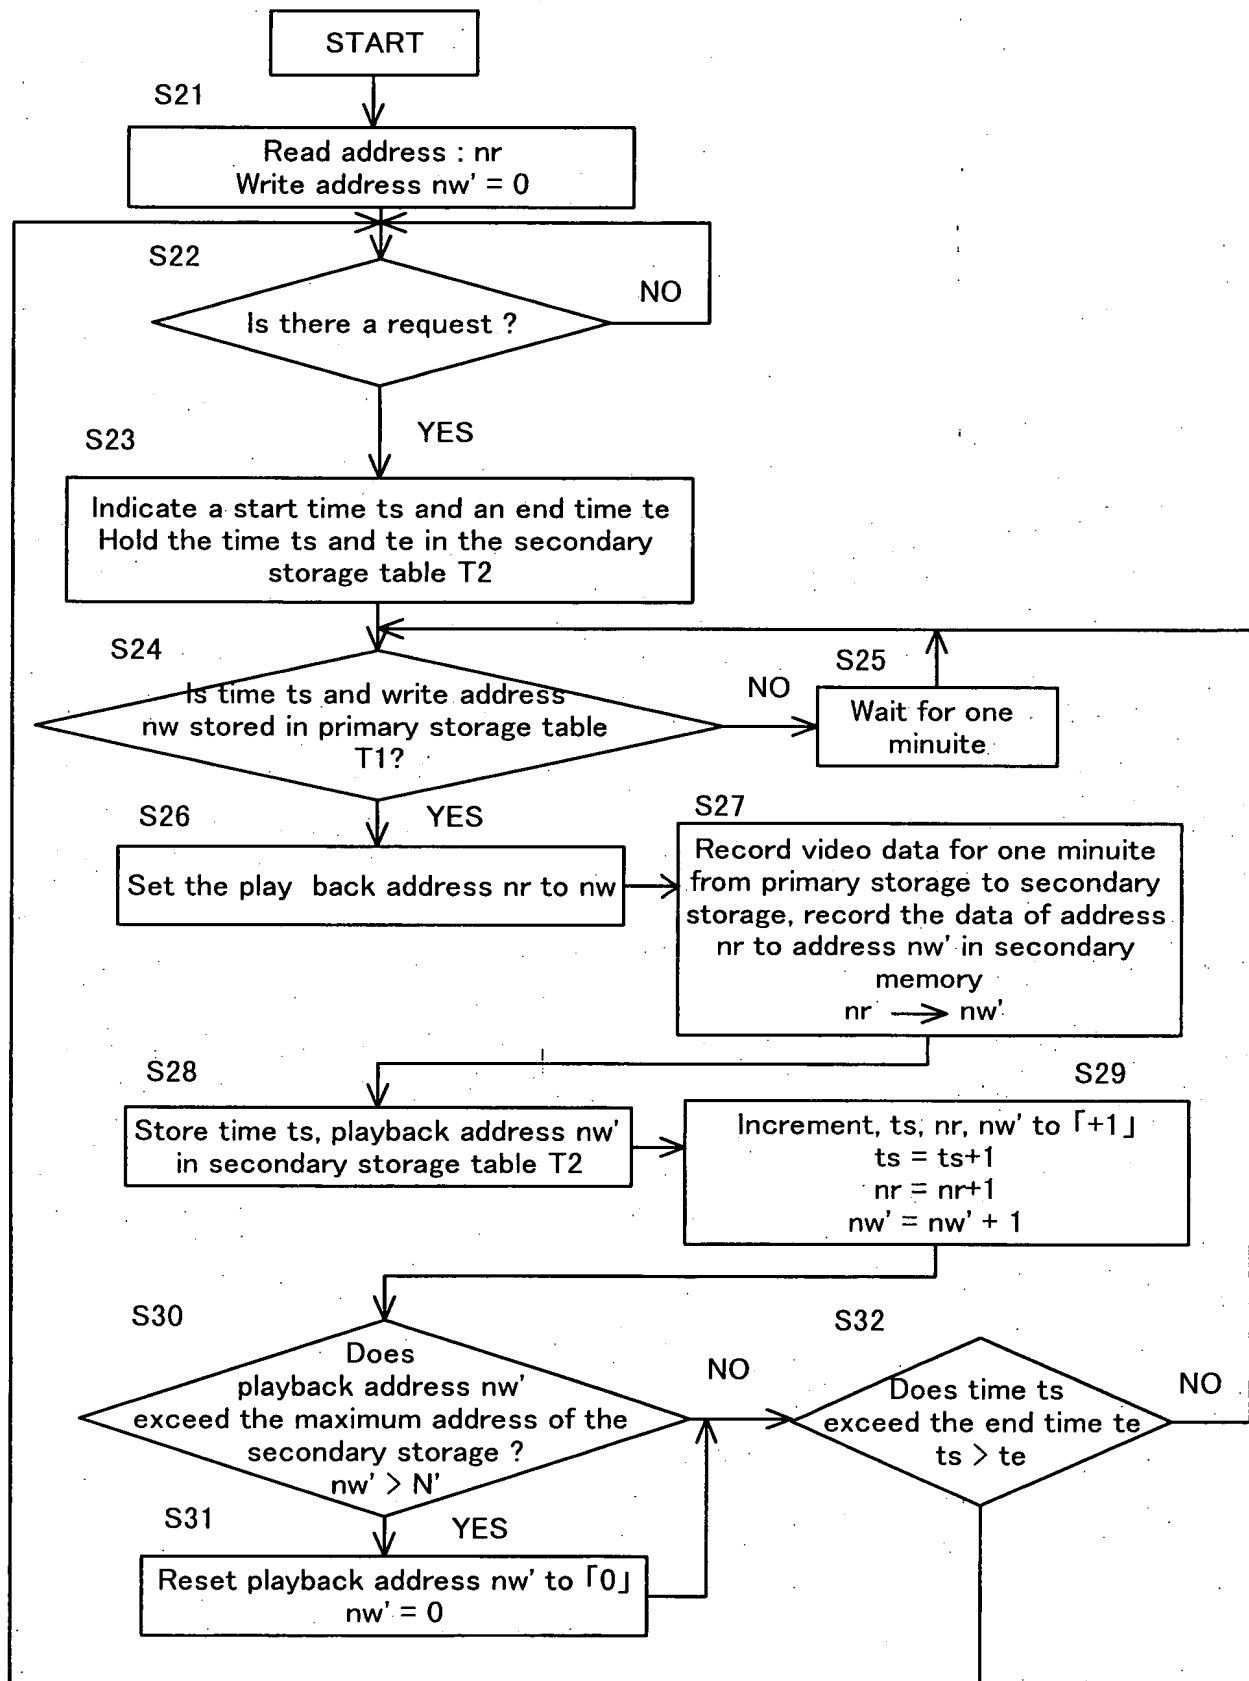 START
S21
Read address : nr
Write address nw' = 0
S22
Is there a request ?
NO
YES
S23
Indicate a start time ts and an end time te
Hold the time ts and te in the secondary
storage table T2
S24
Is time ts and write address
nw stored in primary storage table
T1?
NO
S25
Wait for one
minuite
YES
S26
Set the play back address nr to nw
S27
Record video data for one minuite
from primary storage to secondary
storage, record the data of address
nr to address nw' in secondary
memory
nr → nw'
S28
Store time ts, playback address nw'
in secondary storage table T2
S29
Increment, ts, nr, nw' to 「+1」
ts = ts+1
nr = nr+1
nw' = nw' + 1
S30
Does
playback address nw'
exceed the maximum address of the
secondary storage ?
nw' > N'
NO
YES
S31
Reset playback address nw' to 「0」
nw' = 0
S32
Does time ts
exceed the end time te
ts > te
NO